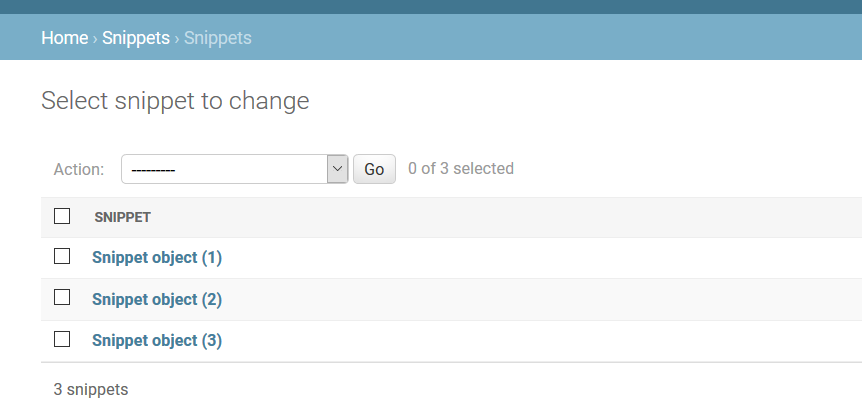 Home › Snippets › Snippets
Select snippet to change
Action: --------- Go 0 of 3 selected
SNIPPET
Snippet object (1)
Snippet object (2)
Snippet object (3)
3 snippets